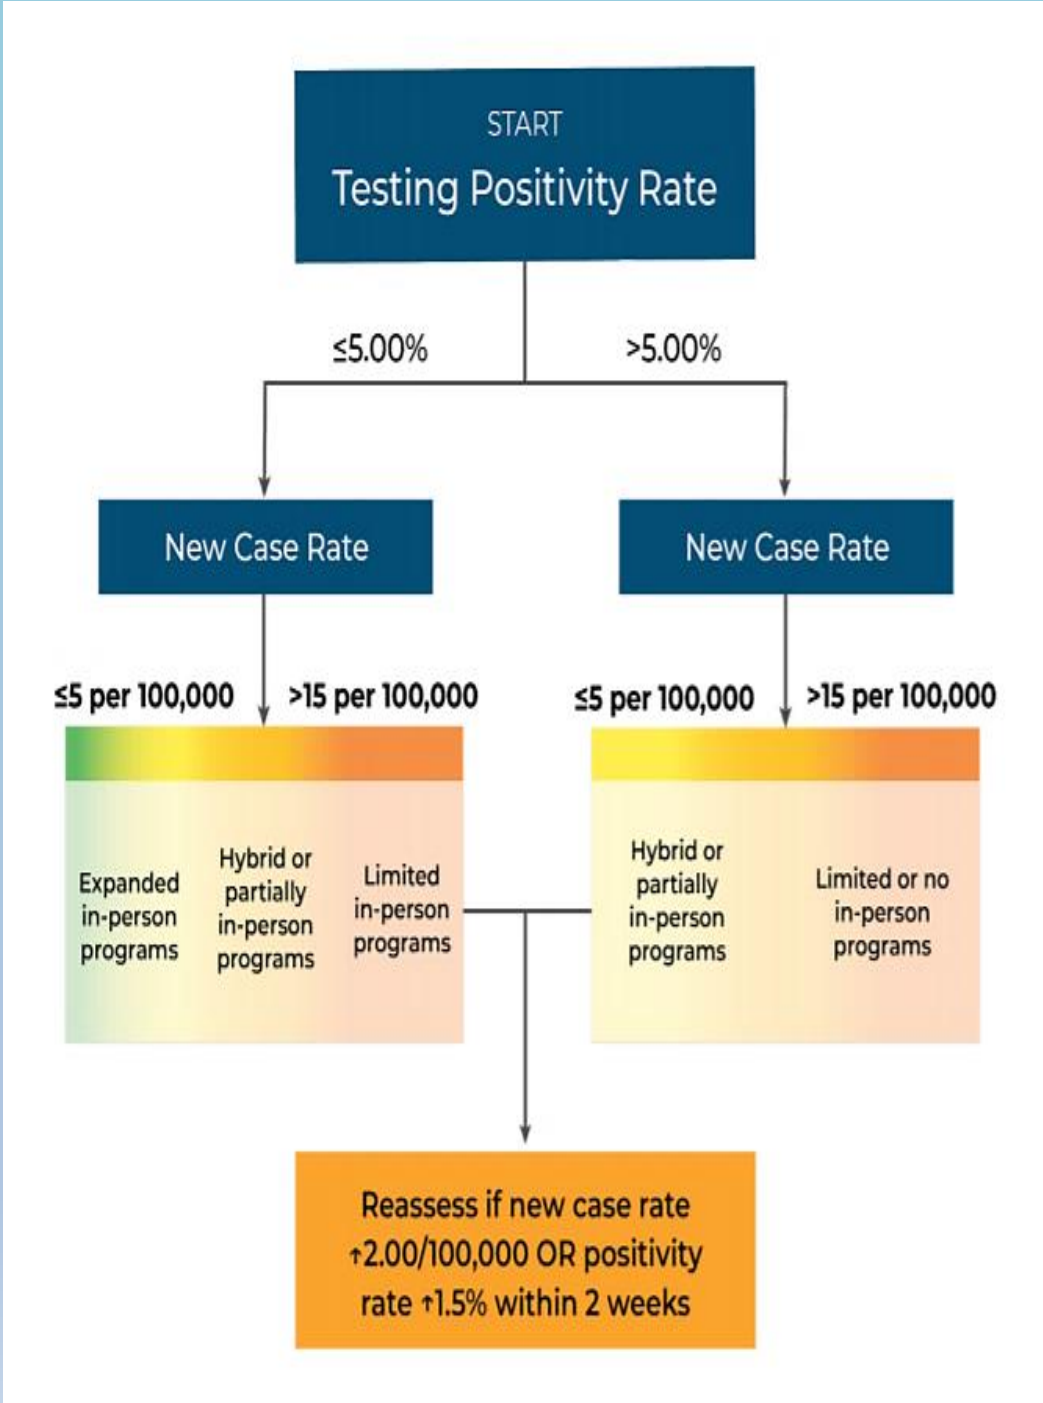 START
Testing Positivity Rate
≤5.00%
>5.00%
New Case Rate
New Case Rate
≤5 per 100,000
>15 per 100,000
≤5 per 100,000
>15 per 100,000
Expanded
in-person
programs
Hybrid or
partially
in-person
programs
Limited
in-person
programs
Hybrid or
partially
in-person
programs
Limited or no
in-person
programs
Reassess if new case rate
↑2.00/100,000 OR positivity
rate ↑1.5% within 2 weeks